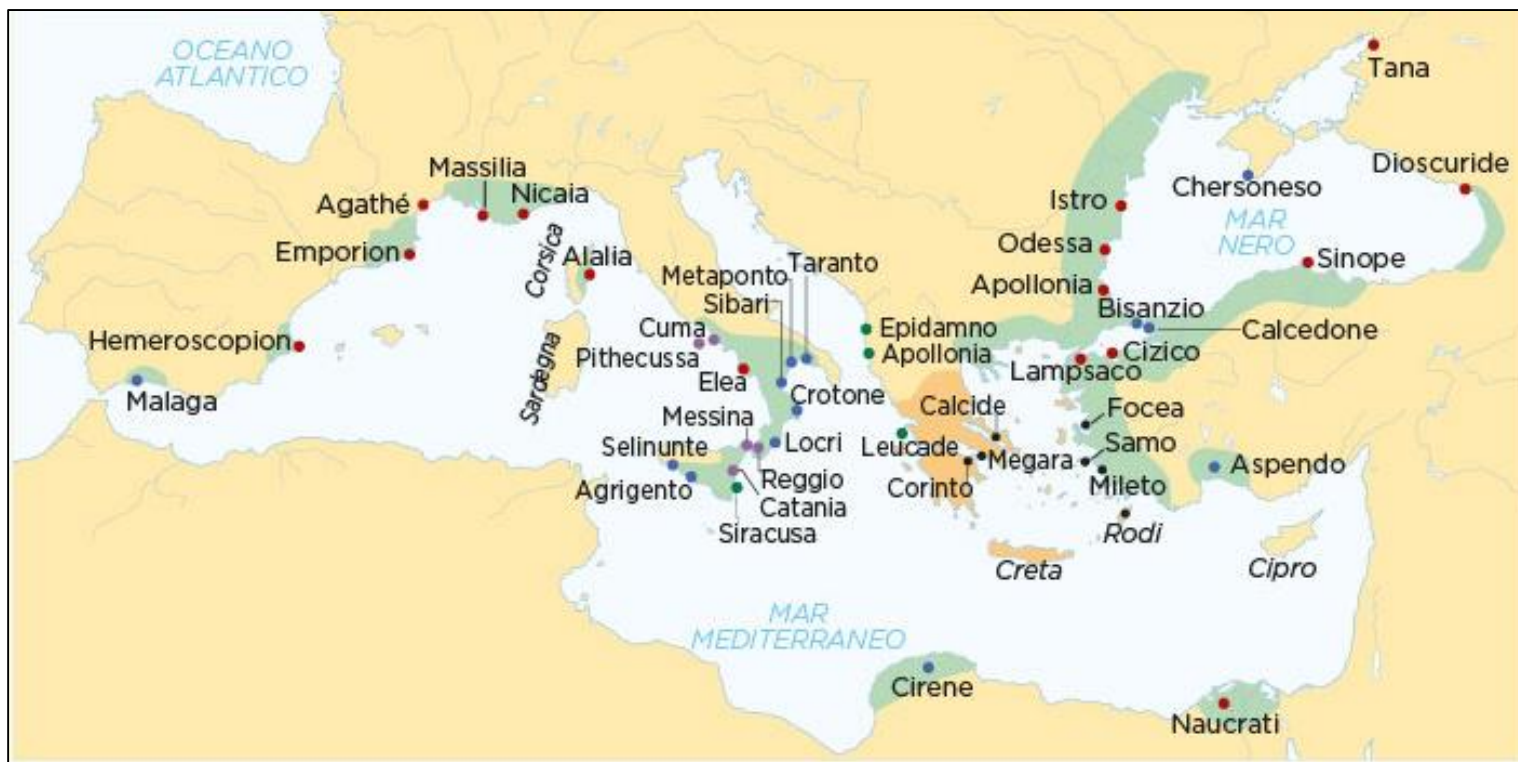 OCEANO
ATLANTICO
Tana
Massilia
Dioscuride
Nicaia
Chersoneso
Agathé
Istro
MAR
NERO
Emporion
Corsica
Alalia
Odessa
Taranto
Metaponto
Sinope
Sibari
Apollonia
Bisanzio
Cuma
Epidamno
Calcedone
Hemeroscopion
Pithecussa
Apollonia
Cizico
Elea
Lampsaco
Sardegna
Malaga
Crotone
Calcide
Focea
Messina
Selinunte
Locri
Leucade
Samo
Megara
Aspendo
Agrigento
Reggio
Corinto
Mileto
Catania
Siracusa
Rodi
Creta
Cipro
MAR
MEDITERRANEO
Cirene
Naucrati